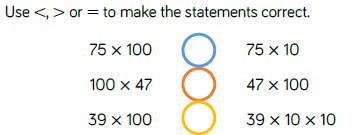 Use <, > or = to make the statements correct.
75 × 100 75 × 10
100 × 47 47 × 100
39 × 100 39 × 10 × 10